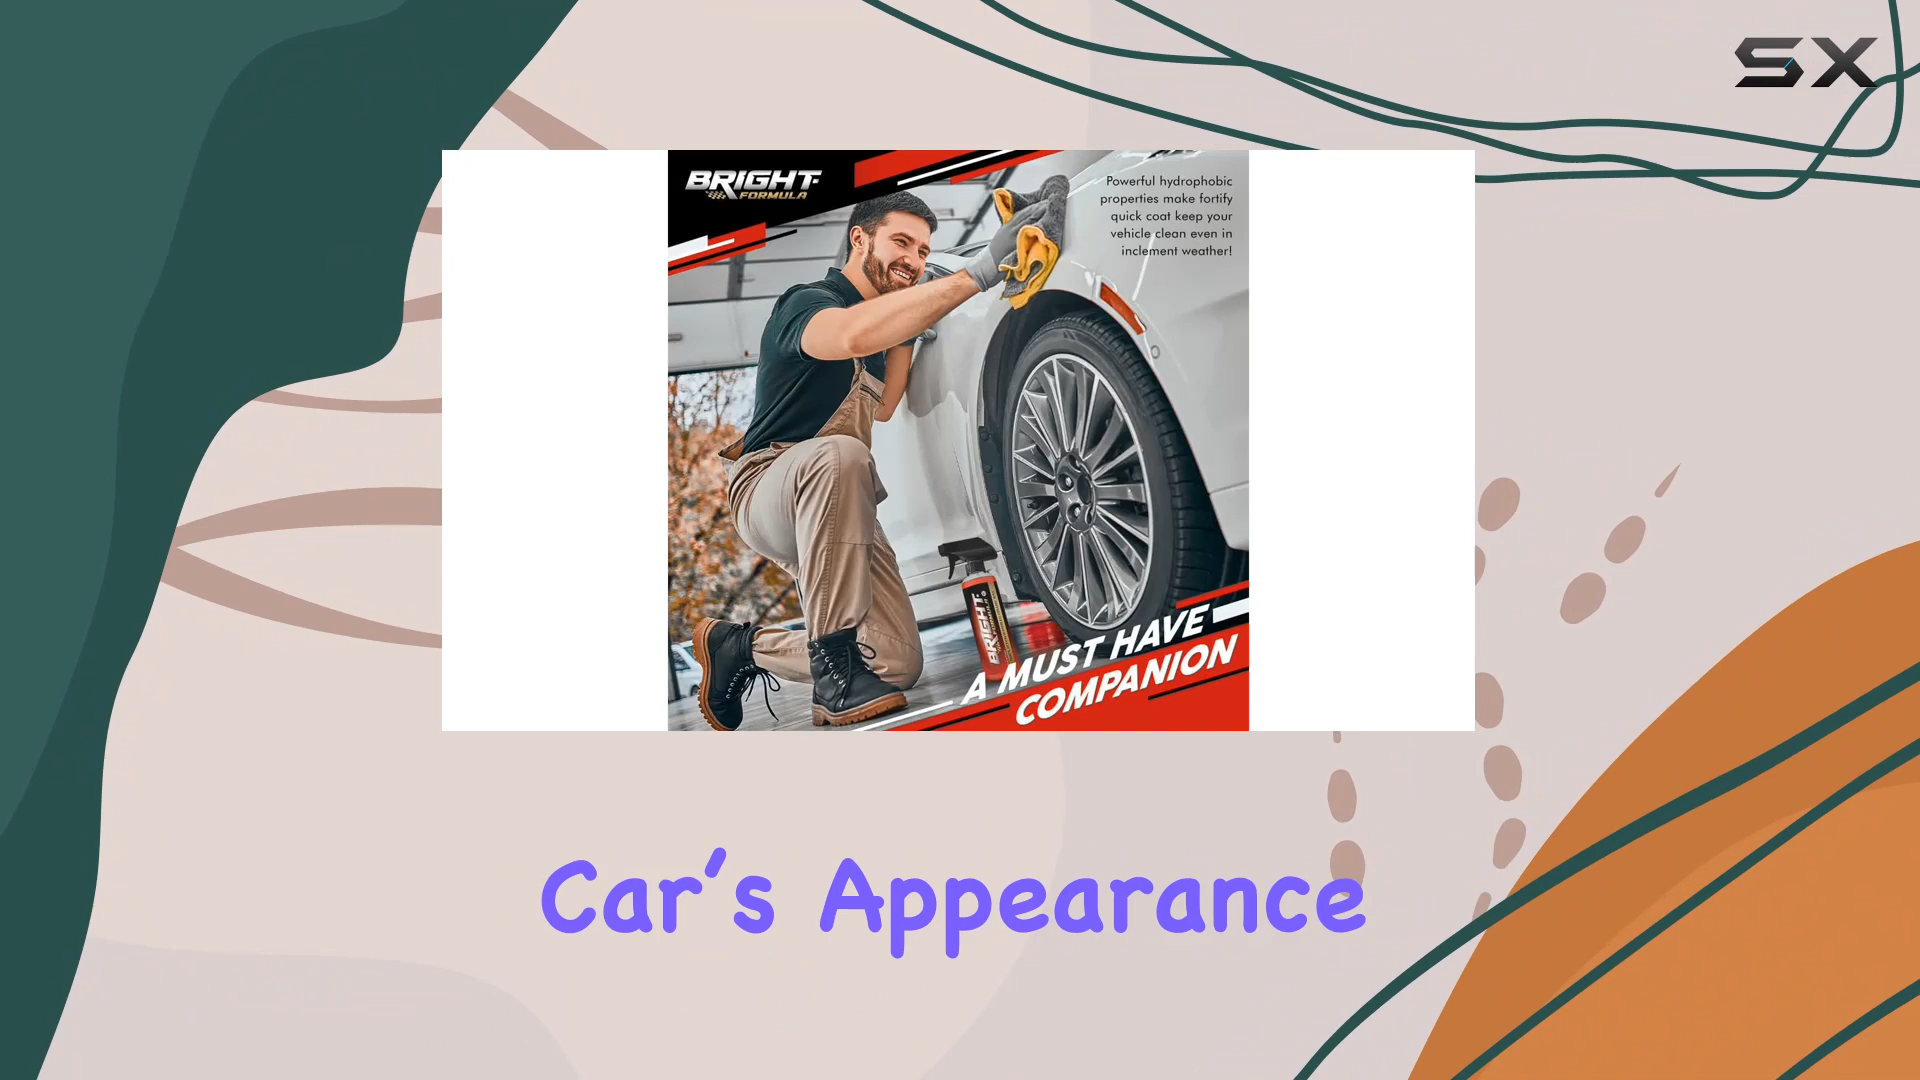 SX
BRIGHT
FORMULA
Powerful hydrophobic
properties make fortify
quick coat keep your
vehicle clean even in
inclement weather!
BRIGHT
A MUST HAVE
COMPANION
Car's Appearance